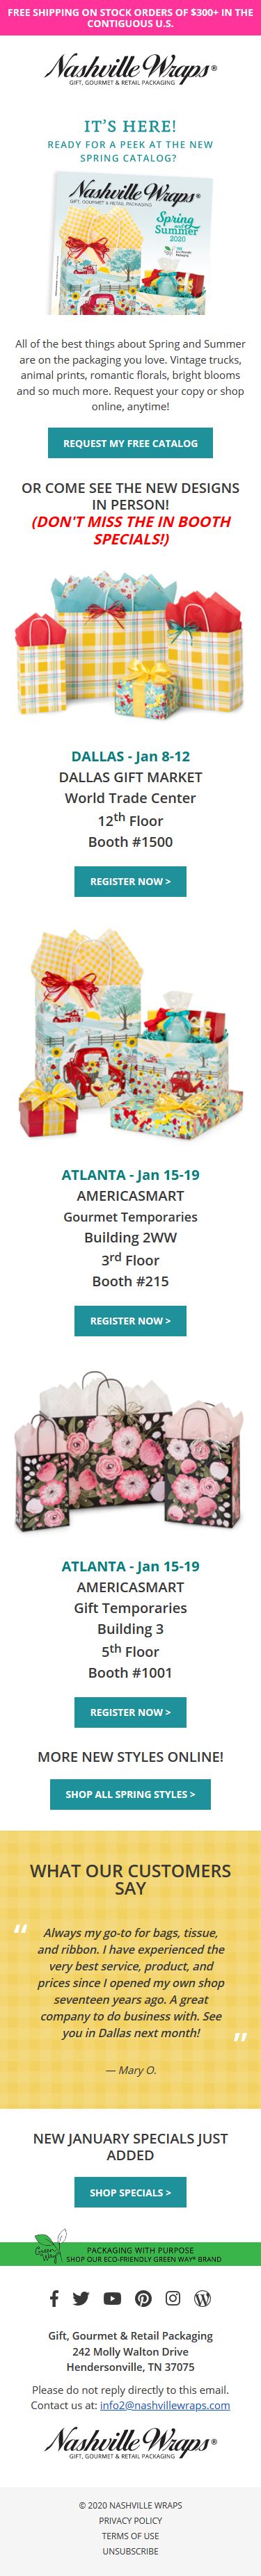 FREE SHIPPING ON STOCK ORDERS OF $300+ IN THE
CONTIGUOUS U.S.
Nashville Wraps®
GIFT, GOURMET & RETAIL PACKAGING
IT'S HERE!
READY FOR A PEEK AT THE NEW
SPRING CATALOG?
Nashville Wraps®
GIFT, GOURMET & RETAIL PACKAGING
Spring
and
Summer
2020
All of the best things about Spring and Summer
are on the packaging you love. Vintage trucks,
animal prints, romantic florals, bright blooms
and so much more. Request your copy or shop
online, anytime!
REQUEST MY FREE CATALOG
OR COME SEE THE NEW DESIGNS
IN PERSON!
(DON'T MISS THE IN BOOTH
SPECIALS!)
DALLAS - Jan 8-12
DALLAS GIFT MARKET
World Trade Center
12th Floor
Booth #1500
REGISTER NOW >
ATLANTA - Jan 15-19
AMERICASMART
Gourmet Temporaries
Building 2WW
3rd Floor
Booth #215
REGISTER NOW >
ATLANTA - Jan 15-19
AMERICASMART
Gift Temporaries
Building 3
5th Floor
Booth #1001
REGISTER NOW >
MORE NEW STYLES ONLINE!
SHOP ALL SPRING STYLES >
WHAT OUR CUSTOMERS
SAY
" Always my go-to for bags, tissue,
and ribbon. I have experienced the
very best service, product, and
prices since I opened my own shop
seventeen years ago. A great
company to do business with. See
you in Dallas next month! "
— Mary O.
NEW JANUARY SPECIALS JUST
ADDED
SHOP SPECIALS >
Green Way®
PACKAGING WITH PURPOSE
SHOP OUR ECO-FRIENDLY GREEN WAY® BRAND
Gift, Gourmet & Retail Packaging
242 Molly Walton Drive
Hendersonville, TN 37075
Please do not reply directly to this email.
Contact us at: info2@nashvillewraps.com
Nashville Wraps®
GIFT, GOURMET & RETAIL PACKAGING
© 2020 NASHVILLE WRAPS
PRIVACY POLICY
TERMS OF USE
UNSUBSCRIBE